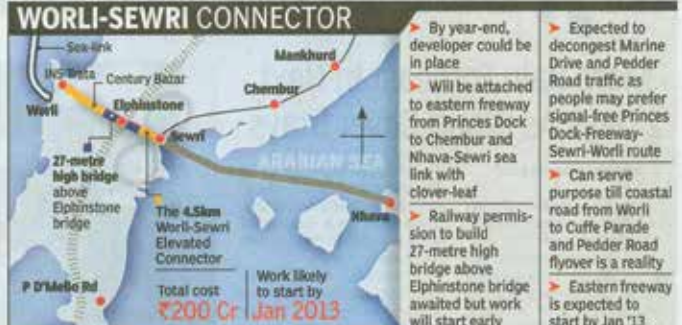 WORLI-SEWRI CONNECTOR
Sea-link
INS Trata
Century Bazar
Worli
Elphinstone
Mankhurd
Chembur
Sewri
27-metre
high bridge
above
Elphinstone
bridge
ARABIAN SEA
Nhava
The 4.5km
Worli-Sewri
Elevated
Connector
P D'Mello Rd
Total cost
₹200 Cr
Work likely
to start by
Jan 2013
➤ By year-end,
developer could be
in place
➤ Will be attached
to eastern freeway
from Princes Dock
to Chembur and
Nhava-Sewri sea
link with
clover-leaf
➤ Railway permis-
sion to build
27-metre high
bridge above
Elphinstone bridge
awaited but work
will start early
➤ Expected to
decongest Marine
Drive and Pedder
Road traffic as
people may prefer
signal-free Princes
Dock-Freeway-
Sewri-Worli route
➤ Can serve
purpose till coastal
road from Worli
to Cuffe Parade
and Pedder Road
flyover is a reality
➤ Eastern freeway
is expected to
start by Jan '13